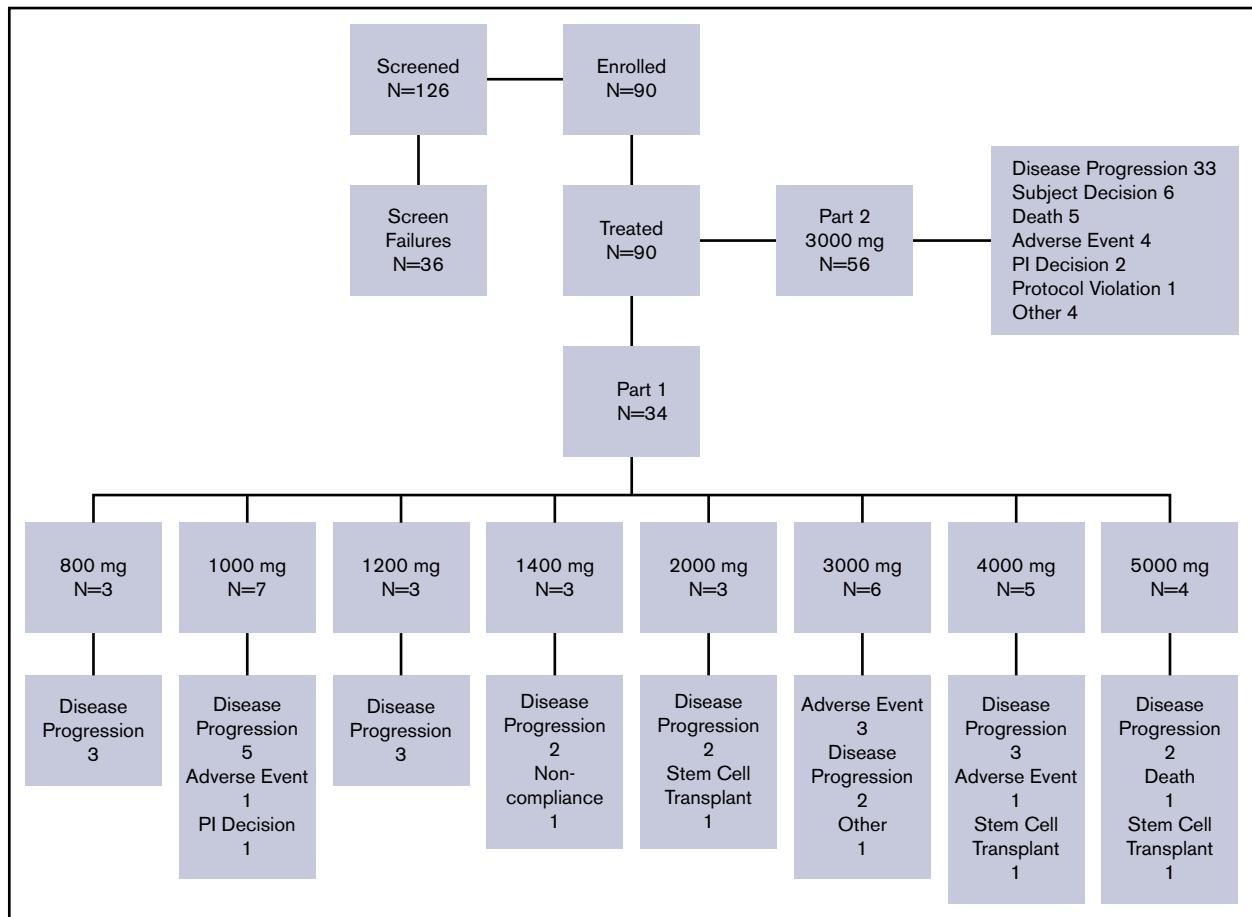 Screened
N=126
Enrolled
N=90
Screen
Failures
N=36
Treated
N=90
Part 2
3000 mg
N=56
Disease Progression 33
Subject Decision 6
Death 5
Adverse Event 4
PI Decision 2
Protocol Violation 1
Other 4
Part 1
N=34
800 mg
N=3
1000 mg
N=7
1200 mg
N=3
1400 mg
N=3
2000 mg
N=3
3000 mg
N=6
4000 mg
N=5
5000 mg
N=4
Disease
Progression
3
Disease
Progression
5
Adverse Event
1
PI Decision
1
Disease
Progression
3
Disease
Progression
2
Non-
compliance
1
Disease
Progression
2
Stem Cell
Transplant
1
Adverse Event
3
Disease
Progression
2
Other
1
Disease
Progression
3
Adverse Event
1
Stem Cell
Transplant
1
Disease
Progression
2
Death
1
Stem Cell
Transplant
1